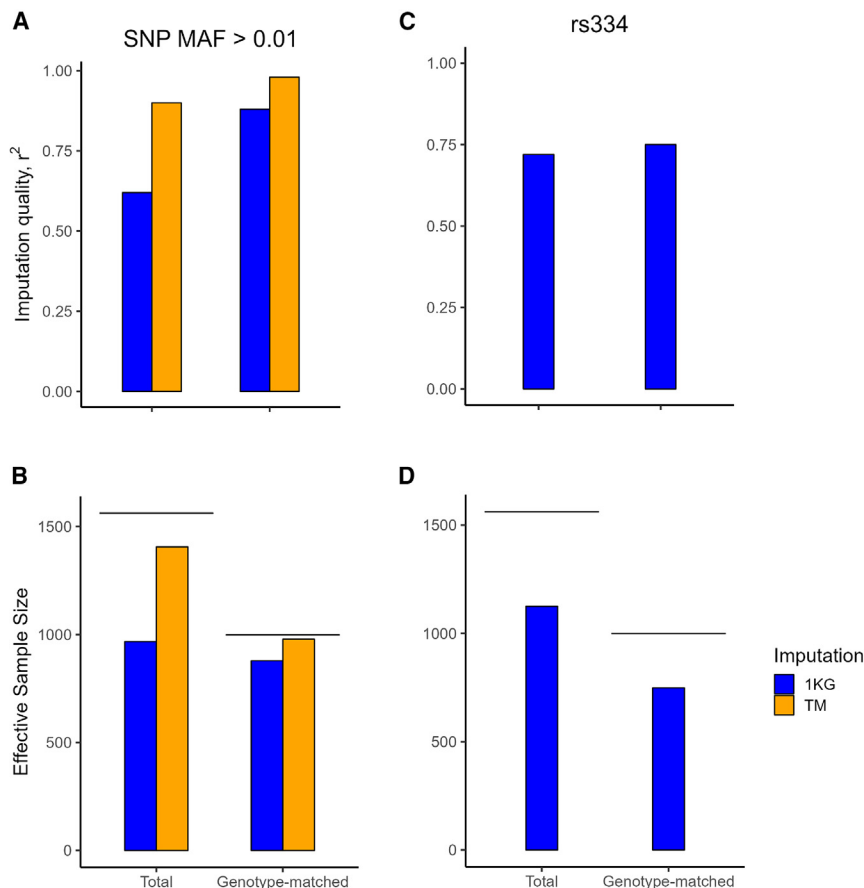 A
SNP MAF > 0.01
Imputation quality, r²
1.00
0.75
0.50
0.25
0.00
C
rs334
1.00
0.75
0.50
0.25
0.00
B
Effective Sample Size
1500
1000
500
0
Total
Genotype-matched
D
1500
1000
500
0
Total
Genotype-matched
Imputation
1KG
TM